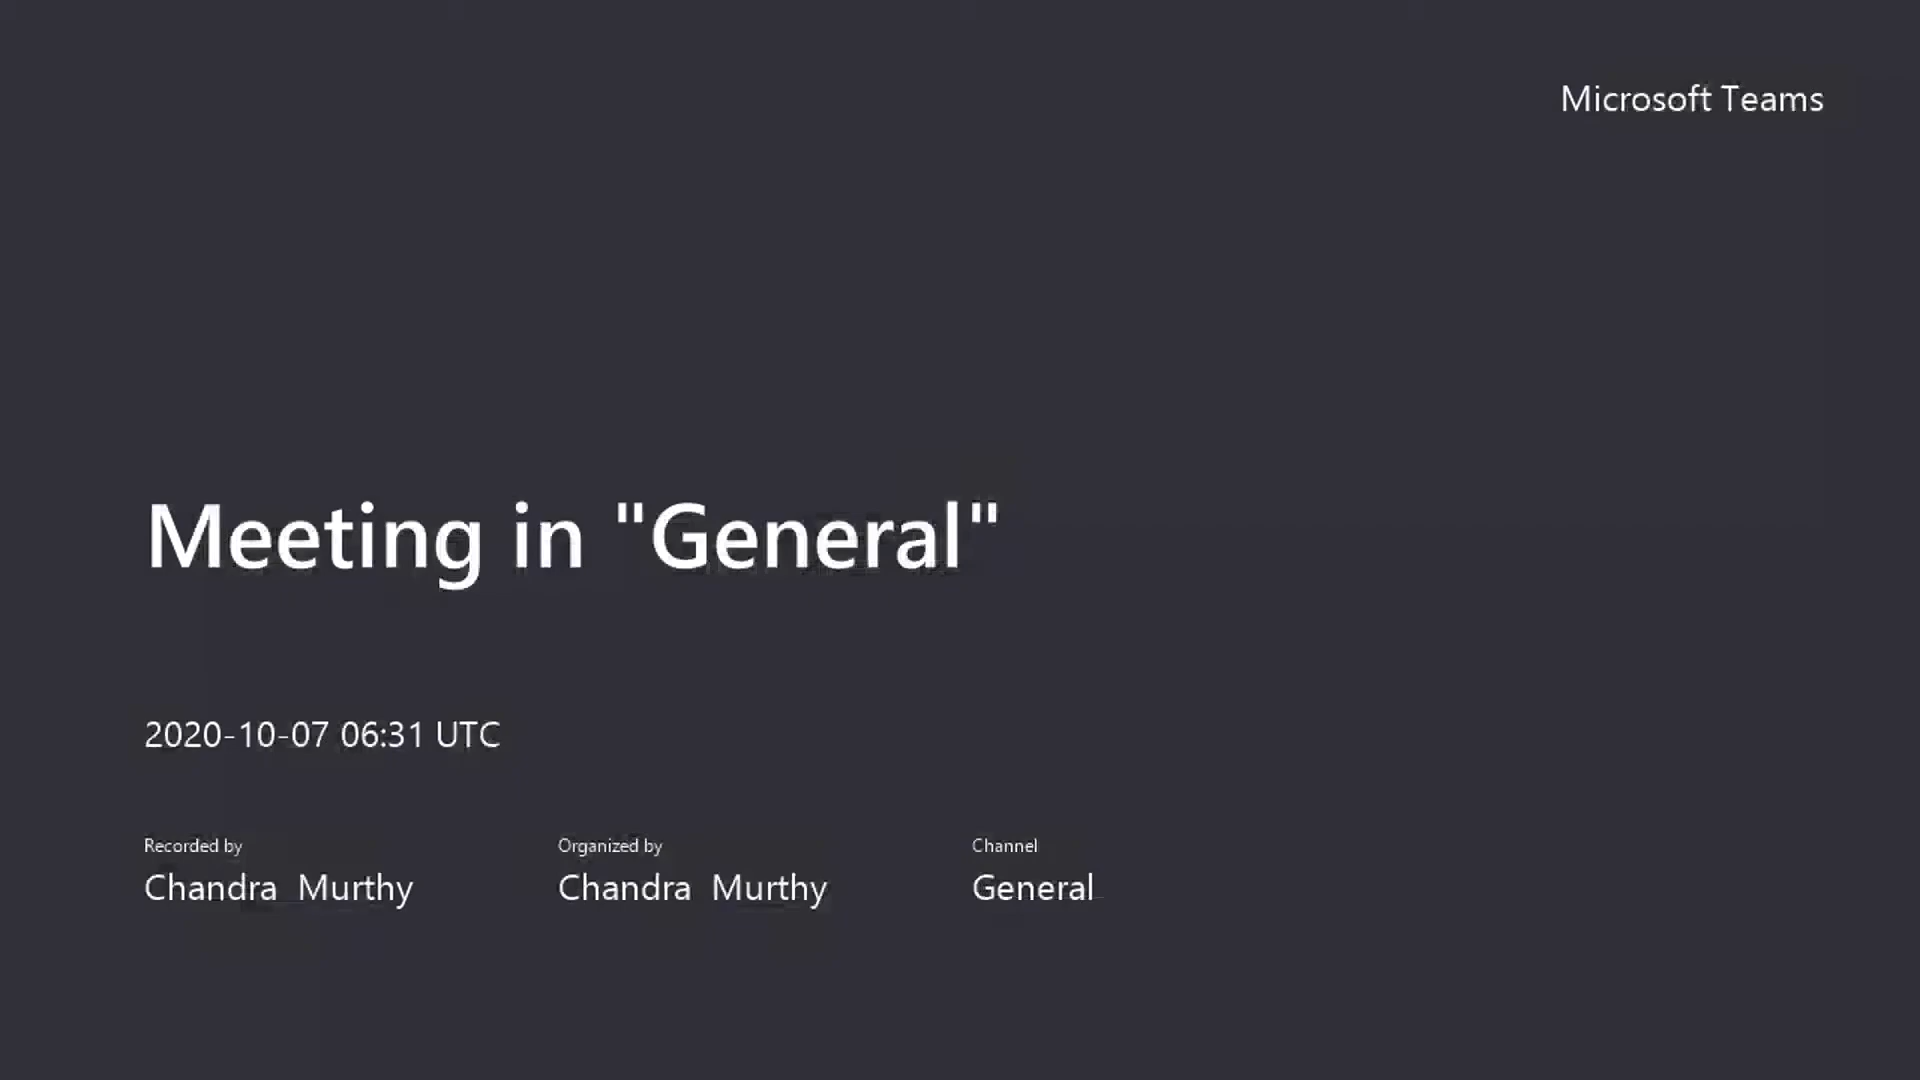 Microsoft Teams
Meeting in "General"
2020-10-07 06:31 UTC
Recorded by
Chandra Murthy
Organized by
Chandra Murthy
Channel
General